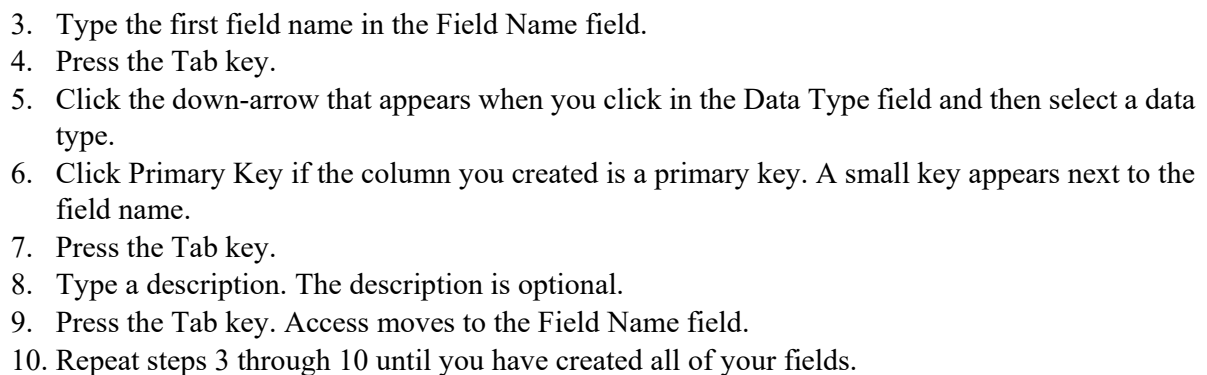 3. Type the first field name in the Field Name field.
4. Press the Tab key.
5. Click the down-arrow that appears when you click in the Data Type field and then select a data
type.
6. Click Primary Key if the column you created is a primary key. A small key appears next to the
field name.
7. Press the Tab key.
8. Type a description. The description is optional.
9. Press the Tab key. Access moves to the Field Name field.
10. Repeat steps 3 through 10 until you have created all of your fields.